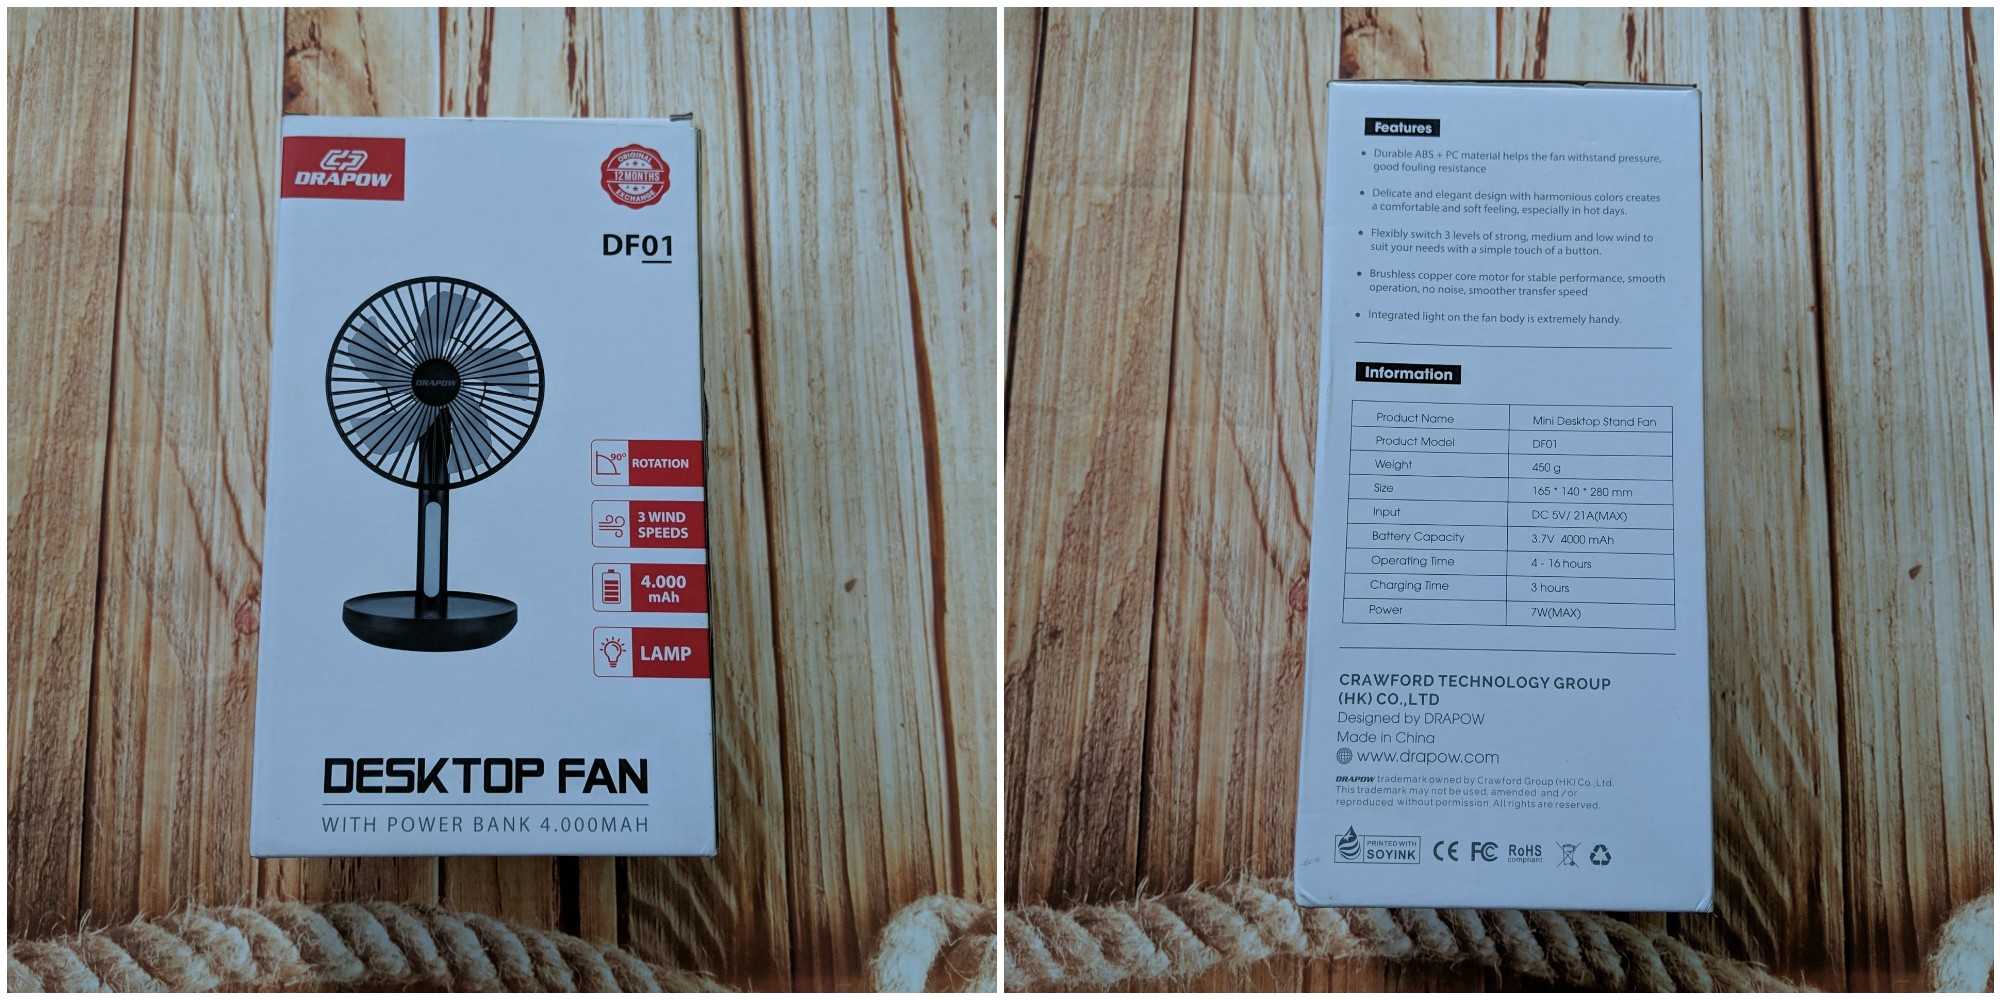 DRAPOW
ORIGINAL
12 MONTHS
EXCHANGE
DF01
DRAPOW
90° ROTATION
3 WIND
SPEEDS
4.000
mAh
LAMP
DESKTOP FAN
WITH POWER BANK 4.000MAH
Features
• Durable ABS + PC material helps the fan withstand pressure,
good fouling resistance
• Delicate and elegant design with harmonious colors creates
a comfortable and soft feeling, especially in hot days.
• Flexibly switch 3 levels of strong, medium and low wind to
suit your needs with a simple touch of a button.
• Brushless copper core motor for stable performance, smooth
operation, no noise, smoother transfer speed
• Integrated light on the fan body is extremely handy.
Information
Product Name Mini Desktop Stand Fan
Product Model DF01
Weight 450 g
Size 165 * 140 * 280 mm
Input DC 5V/ 21A(MAX)
Battery Capacity 3.7V 4000 mAh
Operating Time 4 - 16 hours
Charging Time 3 hours
Power 7W(MAX)
CRAWFORD TECHNOLOGY GROUP
(HK) CO.,LTD
Designed by DRAPOW
Made in China
www.drapow.com
DRAPOW trademark owned by Crawford Group (HK) Co.,Ltd.
This trademark may not be used, amended and /or
reproduced without permission. All rights are reserved.
PRINTED WITH
SOYINK
CE FC RoHS
compliant